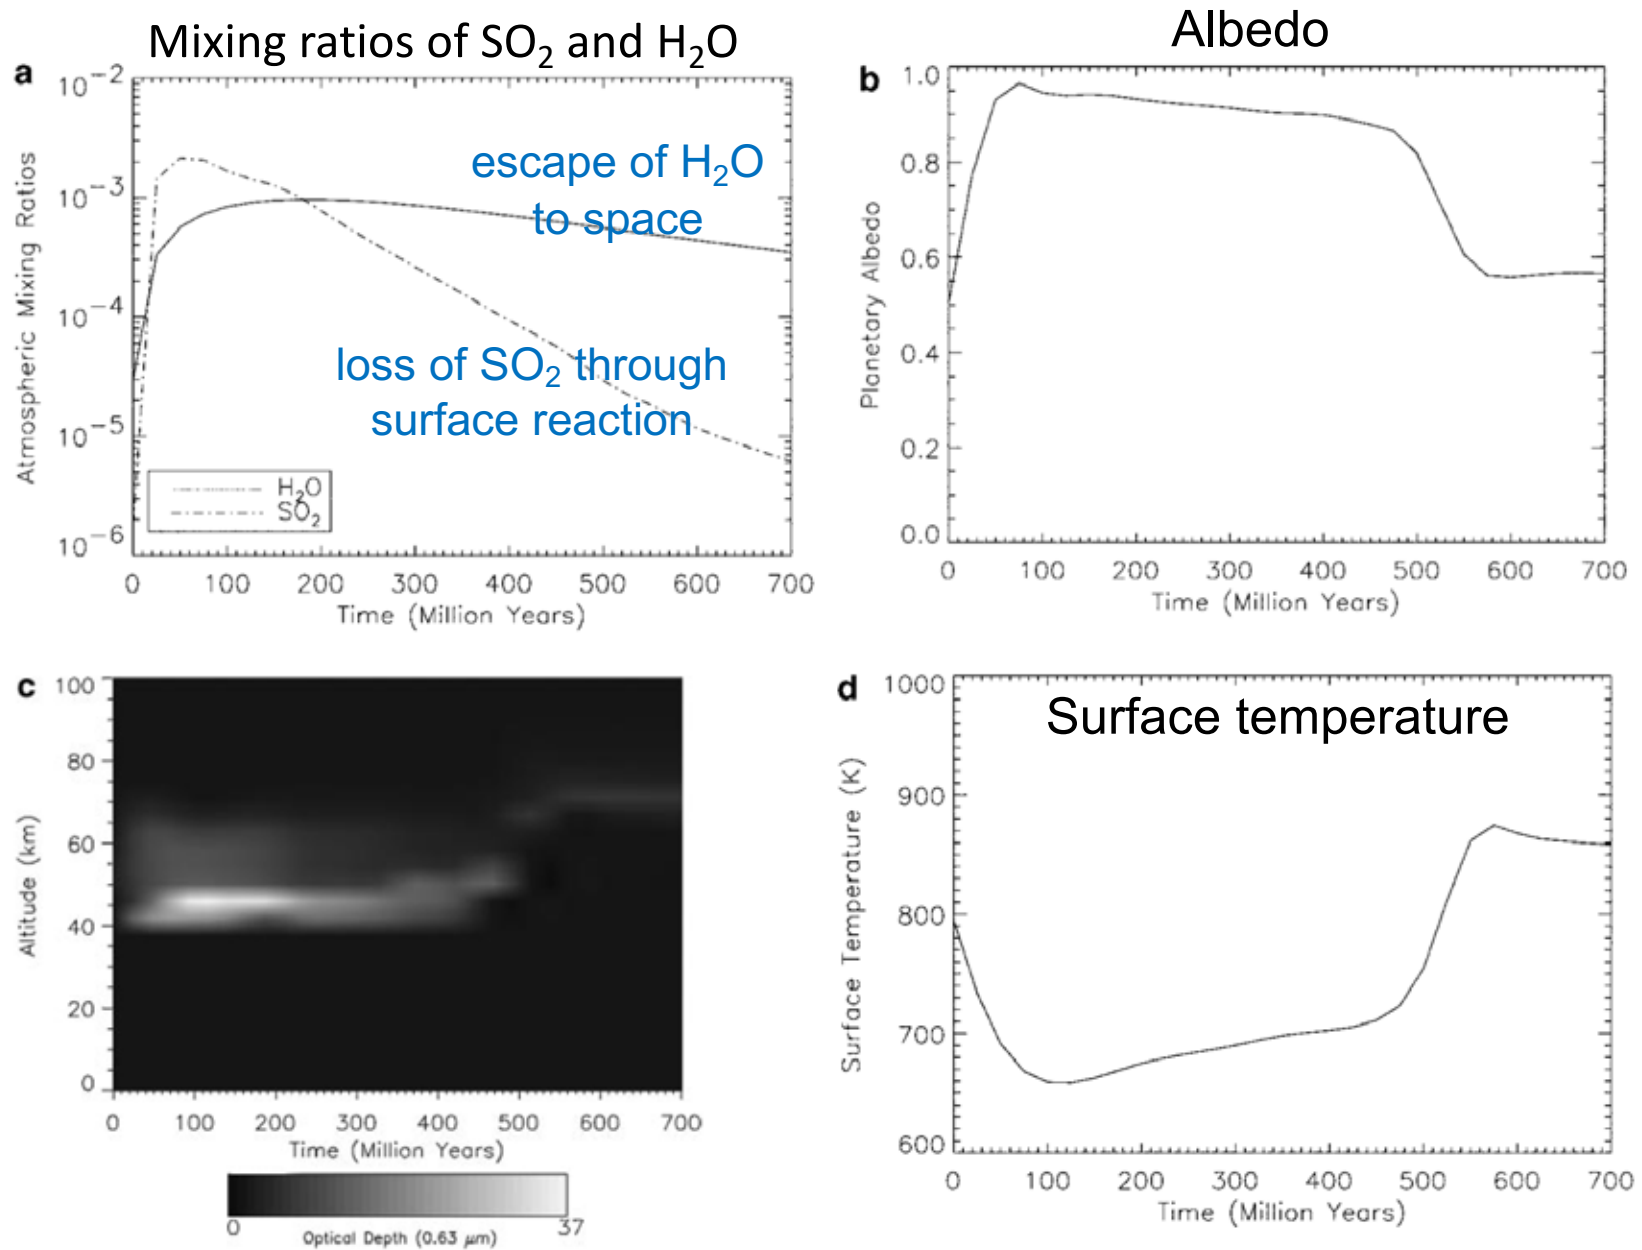 Mixing ratios of SO₂ and H₂O
a
10⁻²
10⁻³
10⁻⁴
10⁻⁵
10⁻⁶
Atmospheric Mixing Ratios
escape of H₂O
to space
loss of SO₂ through
surface reaction
H₂O
SO₂
0 100 200 300 400 500 600 700
Time (Million Years)
Albedo
b
1.0
0.8
0.6
0.4
0.2
0.0
Planetary Albedo
0 100 200 300 400 500 600 700
Time (Million Years)
c
100
80
60
40
20
0
Altitude (km)
0 100 200 300 400 500 600 700
Time (Million Years)
0 37
Optical Depth (0.63 μm)
d
Surface temperature
1000
900
800
700
600
Surface Temperature (K)
0 100 200 300 400 500 600 700
Time (Million Years)